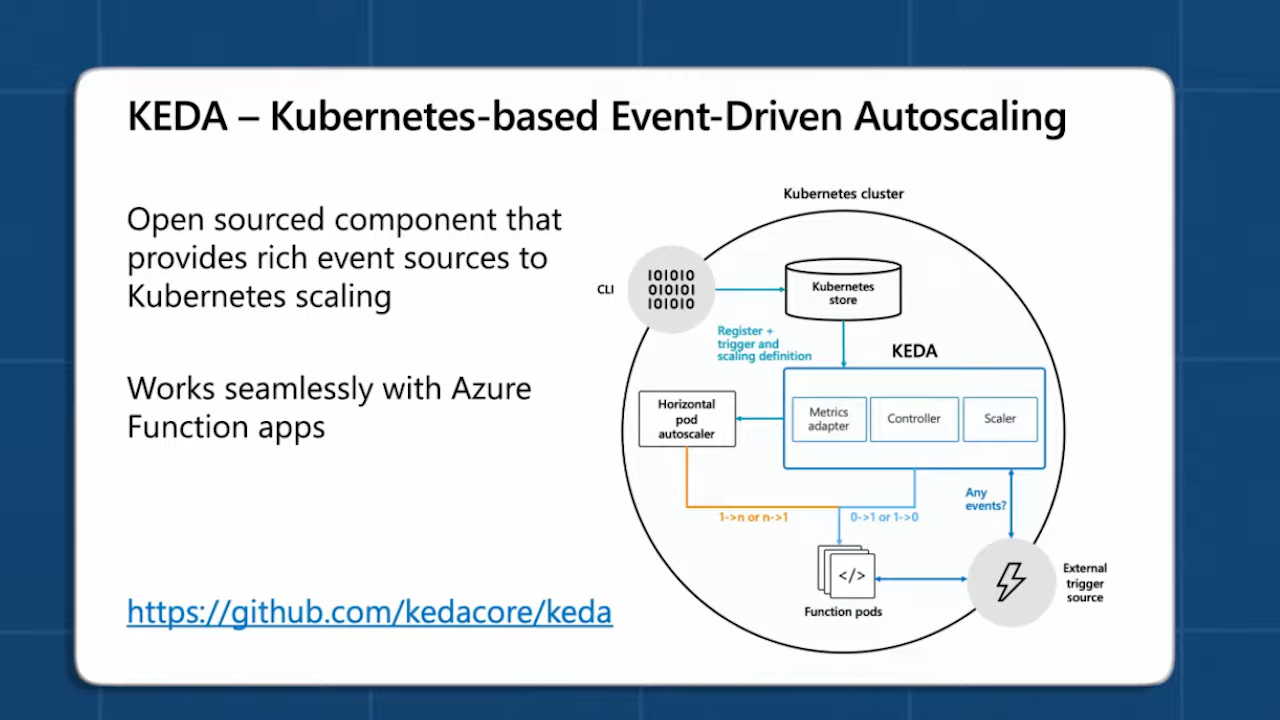 KEDA – Kubernetes-based Event-Driven Autoscaling
Open sourced component that
provides rich event sources to
Kubernetes scaling
Works seamlessly with Azure
Function apps
https://github.com/kedacore/keda
Kubernetes cluster
CLI
IOIOIO
OIOIOI
IOIOIO
Kubernetes
store
Register +
trigger and
scaling definition
KEDA
Horizontal
pod
autoscaler
Metrics
adapter
Controller
Scaler
1->n or n->1
0->1 or 1->0
Any
events?
</>
Function pods
External
trigger
source